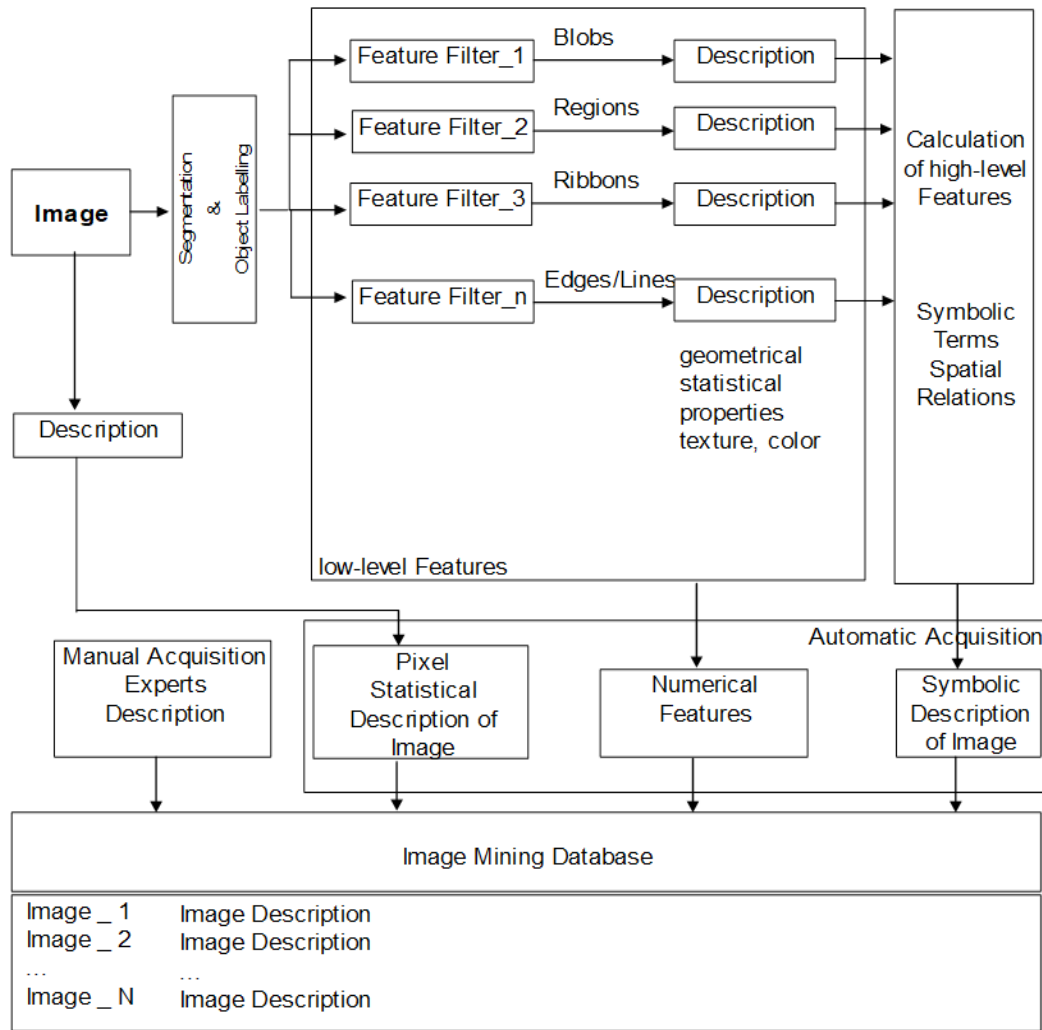 Blobs
Feature Filter_1
Description
Regions
Feature Filter_2
Description
Ribbons
Feature Filter_3
Description
Edges/Lines
Feature Filter_n
Description
geometrical
statistical
properties
texture, color
low-level Features
Calculation
of high-level
Features
Symbolic
Terms
Spatial
Relations
Image
Segmentation
&
Object Labelling
Description
Automatic Acquisition
Manual Acquisition
Experts
Description
Pixel
Statistical
Description of
Image
Numerical
Features
Symbolic
Description
of Image
Image Mining Database
Image _ 1 Image Description
Image _ 2 Image Description
... ...
Image _ N Image Description